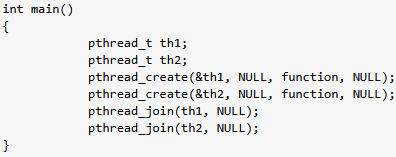 int main()
{
pthread_t th1;
pthread_t th2;
pthread_create(&th1, NULL, function, NULL);
pthread_create(&th2, NULL, function, NULL);
pthread_join(th1, NULL);
pthread_join(th2, NULL);
}